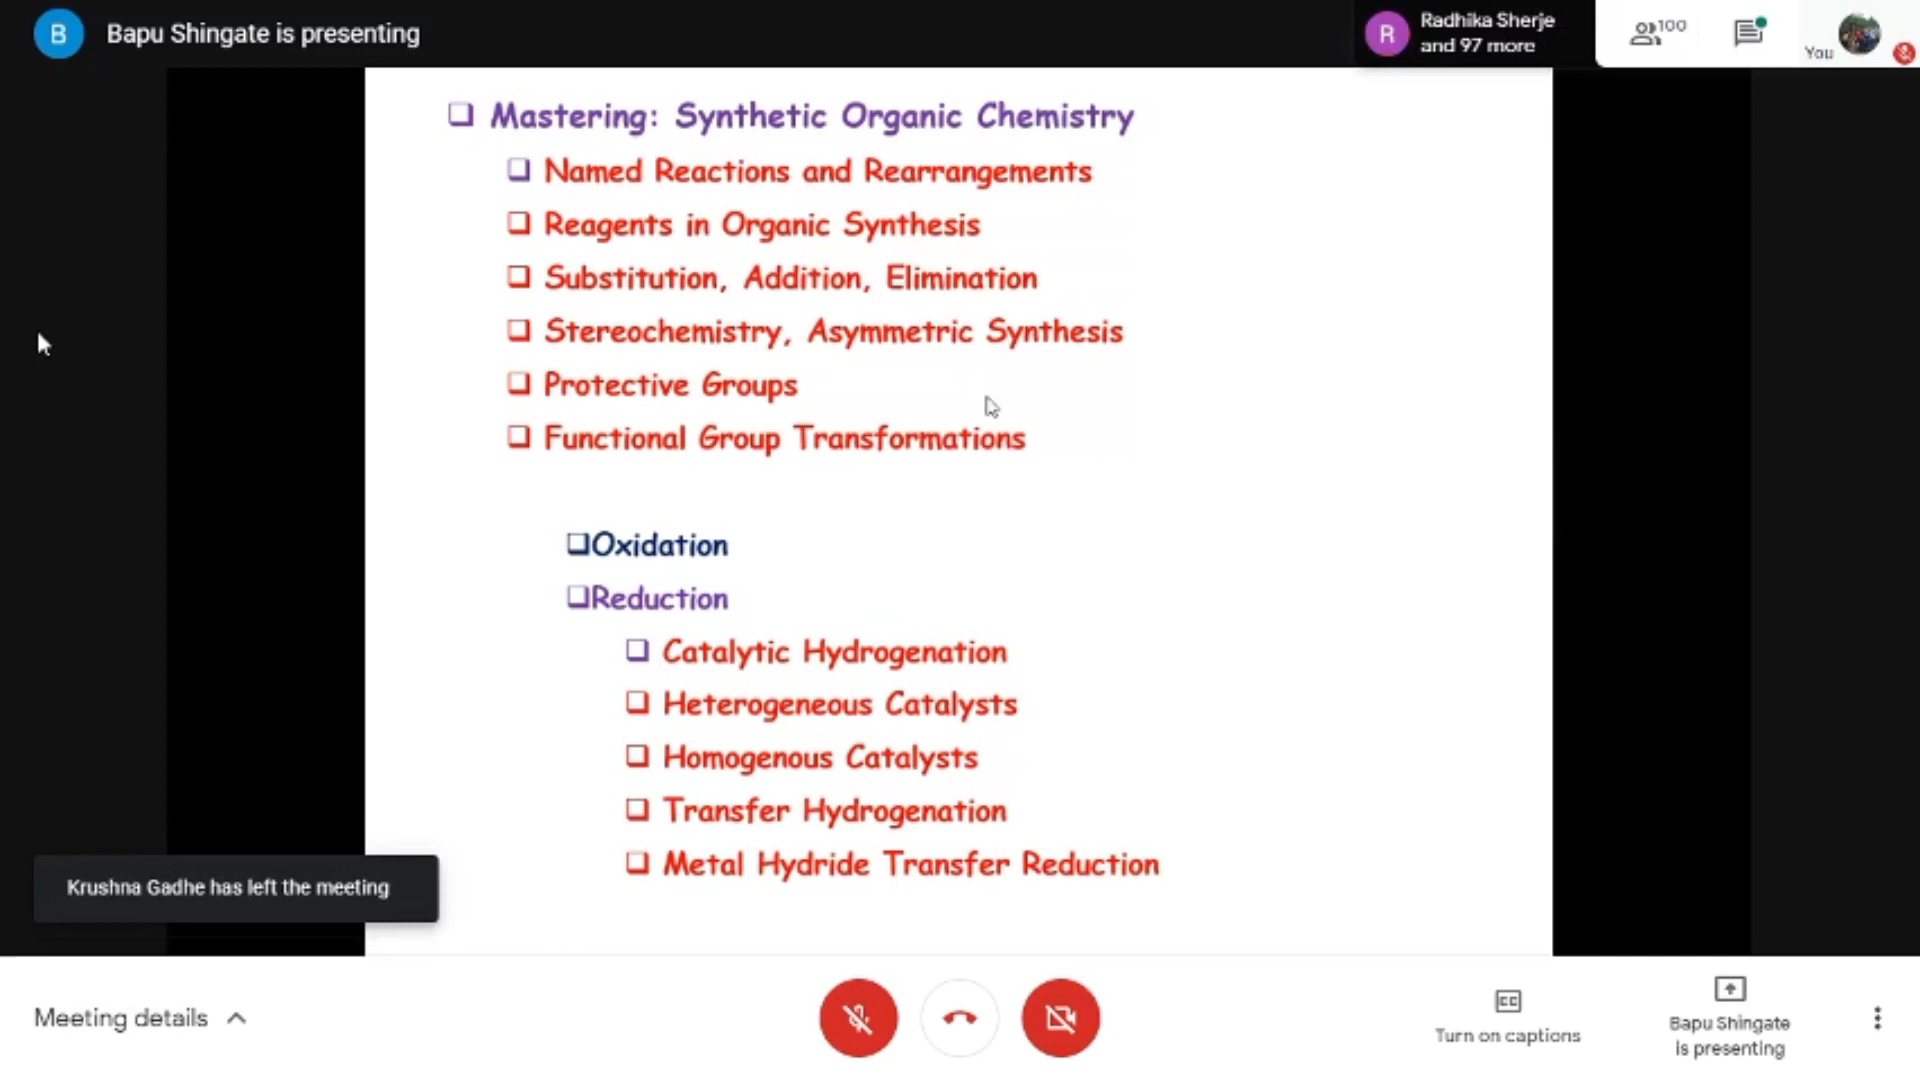 B
Bapu Shingate is presenting
R
Radhika Sherje
and 97 more
100
You
Mastering: Synthetic Organic Chemistry
Named Reactions and Rearrangements
Reagents in Organic Synthesis
Substitution, Addition, Elimination
Stereochemistry, Asymmetric Synthesis
Protective Groups
Functional Group Transformations
Oxidation
Reduction
Catalytic Hydrogenation
Heterogeneous Catalysts
Homogenous Catalysts
Transfer Hydrogenation
Metal Hydride Transfer Reduction
Krushna Gadhe has left the meeting
Meeting details
CC
Turn on captions
Bapu Shingate
is presenting